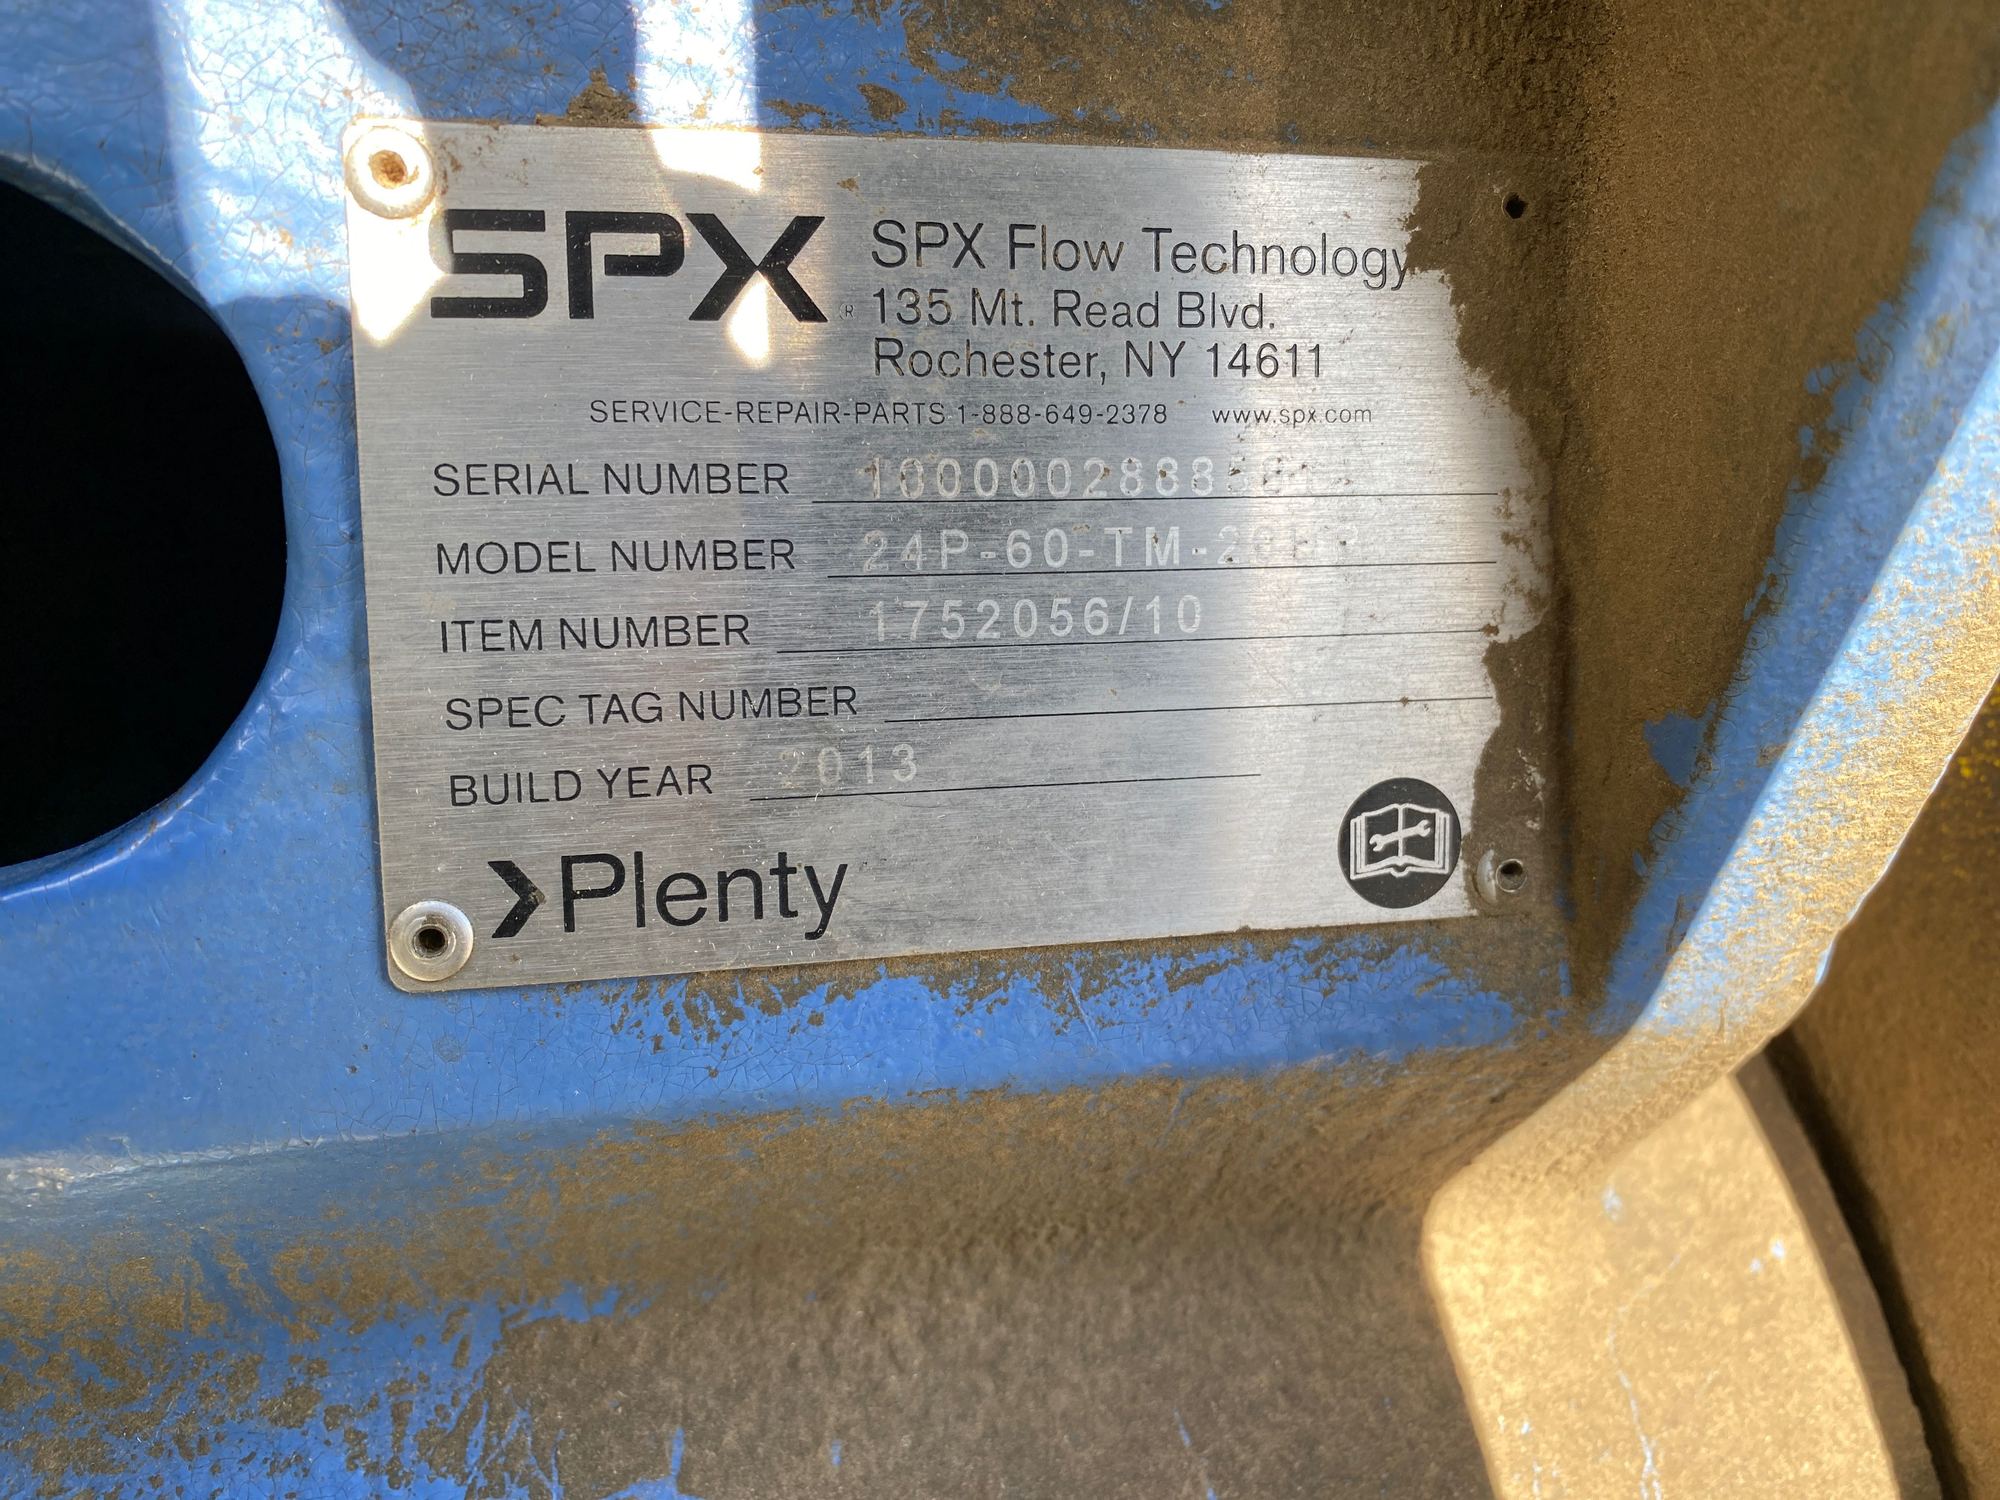 SPX® SPX Flow Technology
135 Mt. Read Blvd.
Rochester, NY 14611
SERVICE-REPAIR-PARTS 1-888-649-2378 www.spx.com
SERIAL NUMBER
MODEL NUMBER
ITEM NUMBER 1752056/10
SPEC TAG NUMBER
BUILD YEAR 2013
Plenty